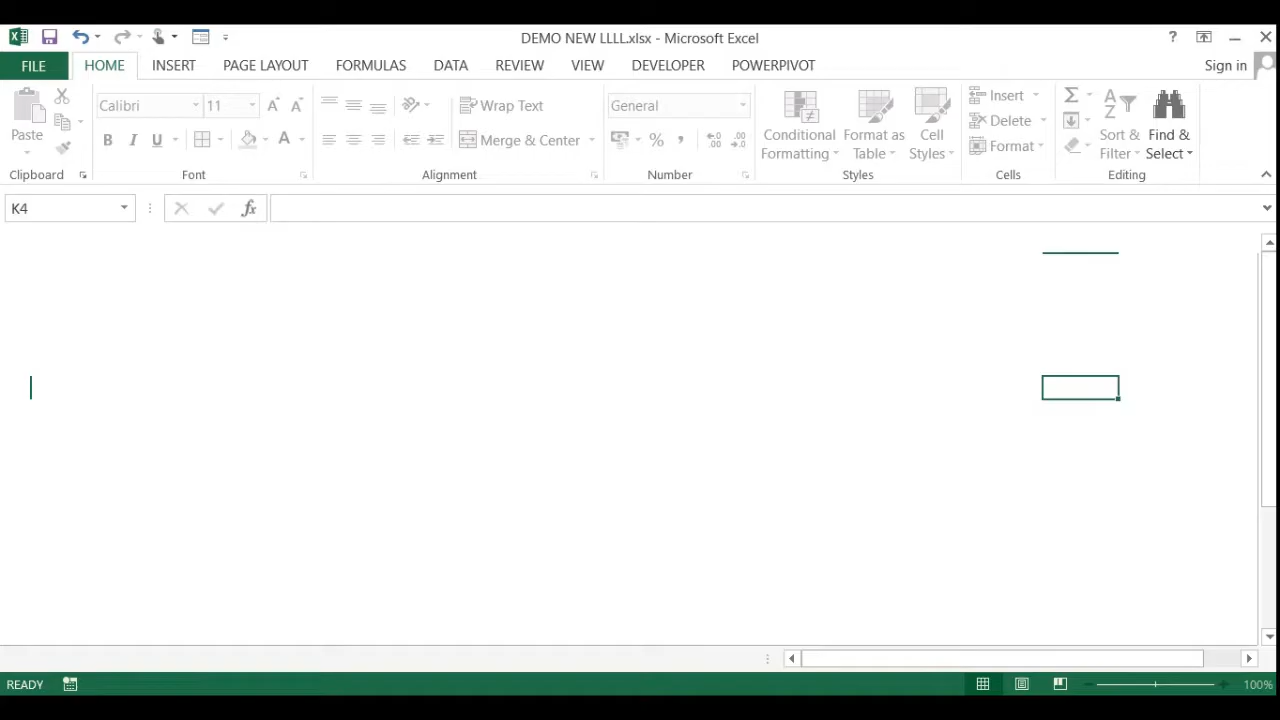 DEMO NEW LLLL.xlsx - Microsoft Excel
?
FILE HOME INSERT PAGE LAYOUT FORMULAS DATA REVIEW VIEW DEVELOPER POWERPIVOT Sign in
Calibri 11 Wrap Text General Insert
Paste B I U Merge & Center % , Conditional Formatting Format as Table Cell Styles Delete Sort & Filter Find & Select
Format
Clipboard Font Alignment Number Styles Cells Editing
K4 fx
READY 100%